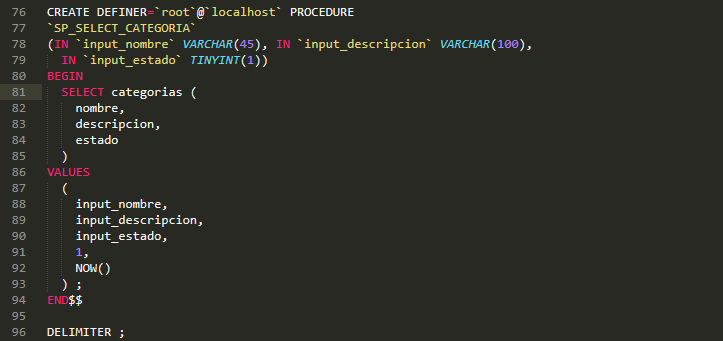 76 CREATE DEFINER=`root`@`localhost` PROCEDURE
77 `SP_SELECT_CATEGORIA`
78 (IN `input_nombre` VARCHAR(45), IN `input_descripcion` VARCHAR(100),
79 IN `input_estado` TINYINT(1))
80 BEGIN
81 SELECT categorias (
82 nombre,
83 descripcion,
84 estado
85 )
86 VALUES
87 (
88 input_nombre,
89 input_descripcion,
90 input_estado,
91 1,
92 NOW()
93 ) ;
94 END$$
95
96 DELIMITER ;